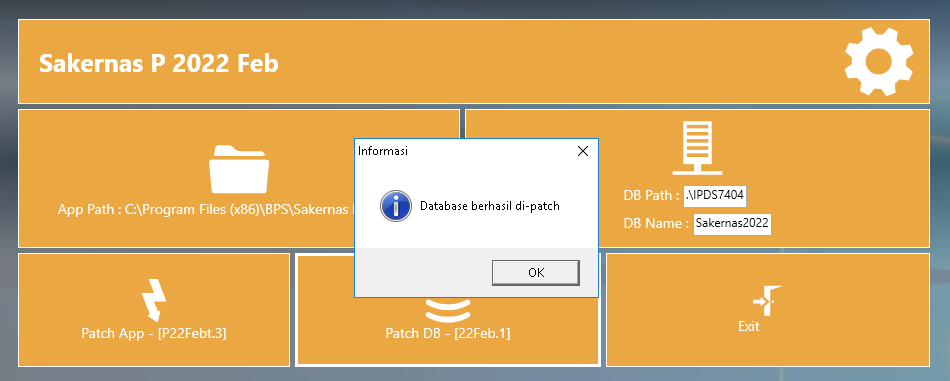 Sakernas P 2022 Feb
Informasi
App Path : C:\Program Files (x86)\BPS\Sakernas
Database berhasil di-patch
OK
DB Path : .\IPDS7404
DB Name : Sakernas2022
Patch App - [P22Febt.3]
Patch DB - [22Feb.1]
Exit